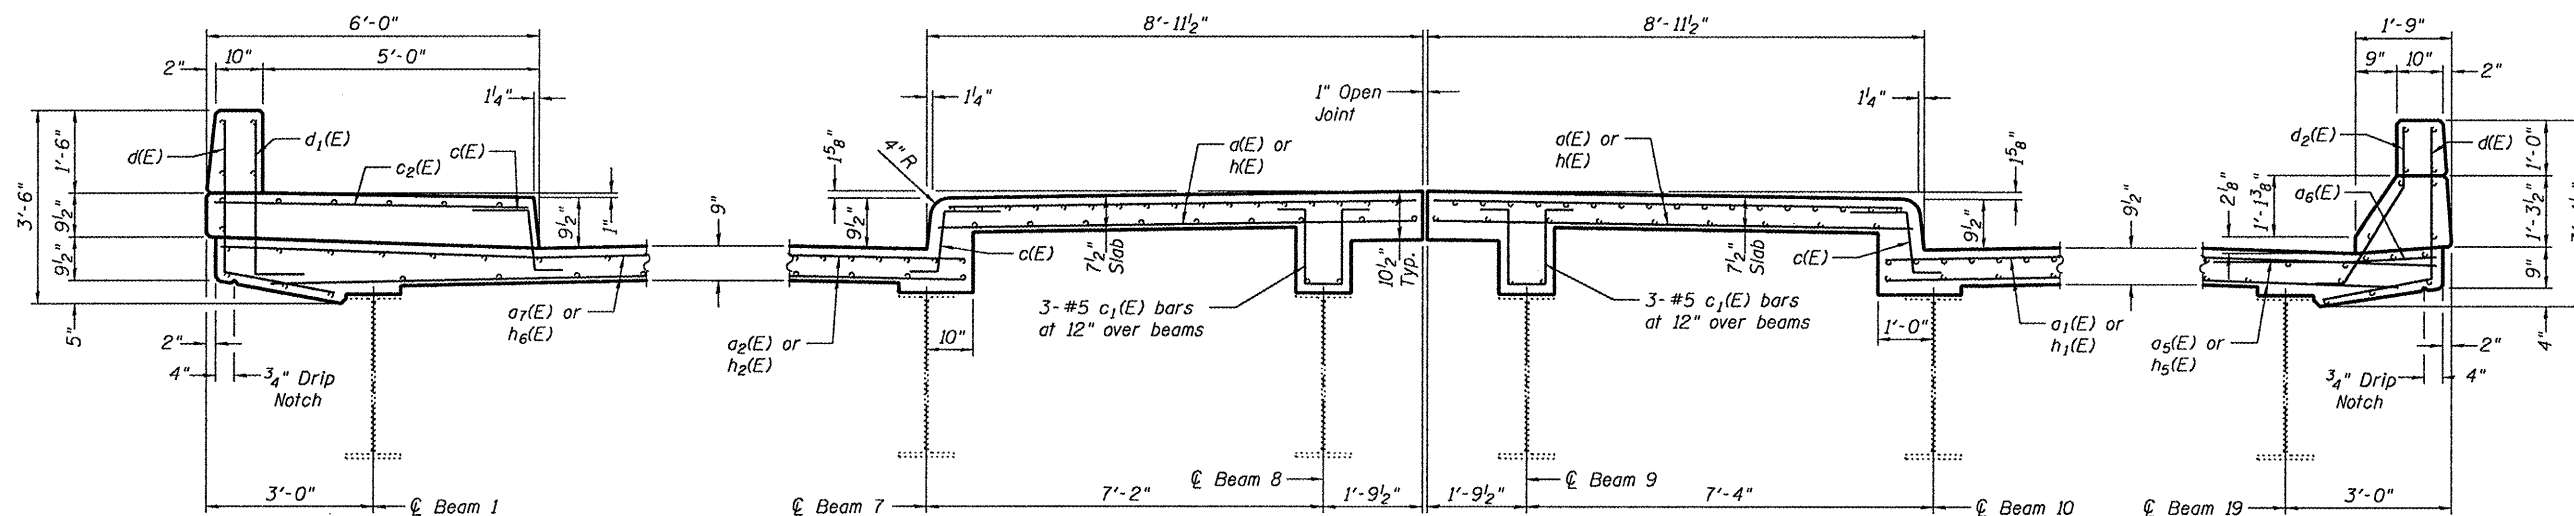 6'-0"
8'-11½"
8'-11½"
1'-9"
2"
10"
5'-0"
9"
10"
2"
1¼"
1¼"
1" Open
Joint
1¼"
3'-6"
1'-6"
9½"
9½"
5"
d(E)
d₁(E)
c₂(E)
c(E)
9½"
1"
9"
1⅝"
4" R
9½"
a(E) or
h(E)
a(E) or
h(E)
7½"
Slab
10½"
Typ.
7½"
Slab
c(E)
c(E)
1⅝"
9½"
9½"
2⅛"
1'-1⅜"
d₂(E)
d(E)
a₆(E)
1'-0"
1'-3½"
9"
4"
a₇(E) or
h₆(E)
a₂(E) or
h₂(E)
10"
3-#5 c₁(E) bars
at 12" over beams
3-#5 c₁(E) bars
at 12" over beams
1'-0"
a₁(E) or
h₁(E)
a₅(E) or
h₅(E)
2"
4"
¾" Drip
Notch
2"
4"
¾" Drip
Notch
3'-0"
℄ Beam 1
℄ Beam 7
7'-2"
℄ Beam 8
1'-9½"
1'-9½"
℄ Beam 9
7'-4"
℄ Beam 10
℄ Beam 19
3'-0"